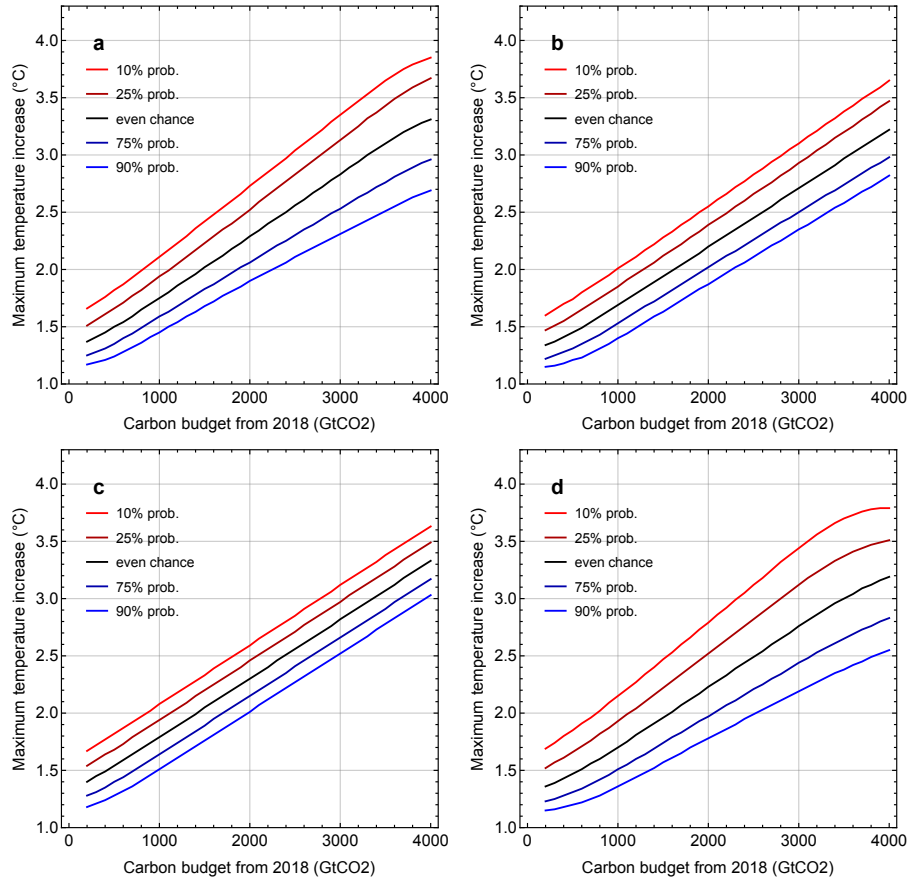 a
10% prob.
25% prob.
even chance
75% prob.
90% prob.
Maximum temperature increase (°C)
4.0
3.5
3.0
2.5
2.0
1.5
1.0
0 1000 2000 3000 4000
Carbon budget from 2018 (GtCO2)
b
10% prob.
25% prob.
even chance
75% prob.
90% prob.
Maximum temperature increase (°C)
4.0
3.5
3.0
2.5
2.0
1.5
1.0
0 1000 2000 3000 4000
Carbon budget from 2018 (GtCO2)
c
10% prob.
25% prob.
even chance
75% prob.
90% prob.
Maximum temperature increase (°C)
4.0
3.5
3.0
2.5
2.0
1.5
1.0
0 1000 2000 3000 4000
Carbon budget from 2018 (GtCO2)
d
10% prob.
25% prob.
even chance
75% prob.
90% prob.
Maximum temperature increase (°C)
4.0
3.5
3.0
2.5
2.0
1.5
1.0
0 1000 2000 3000 4000
Carbon budget from 2018 (GtCO2)